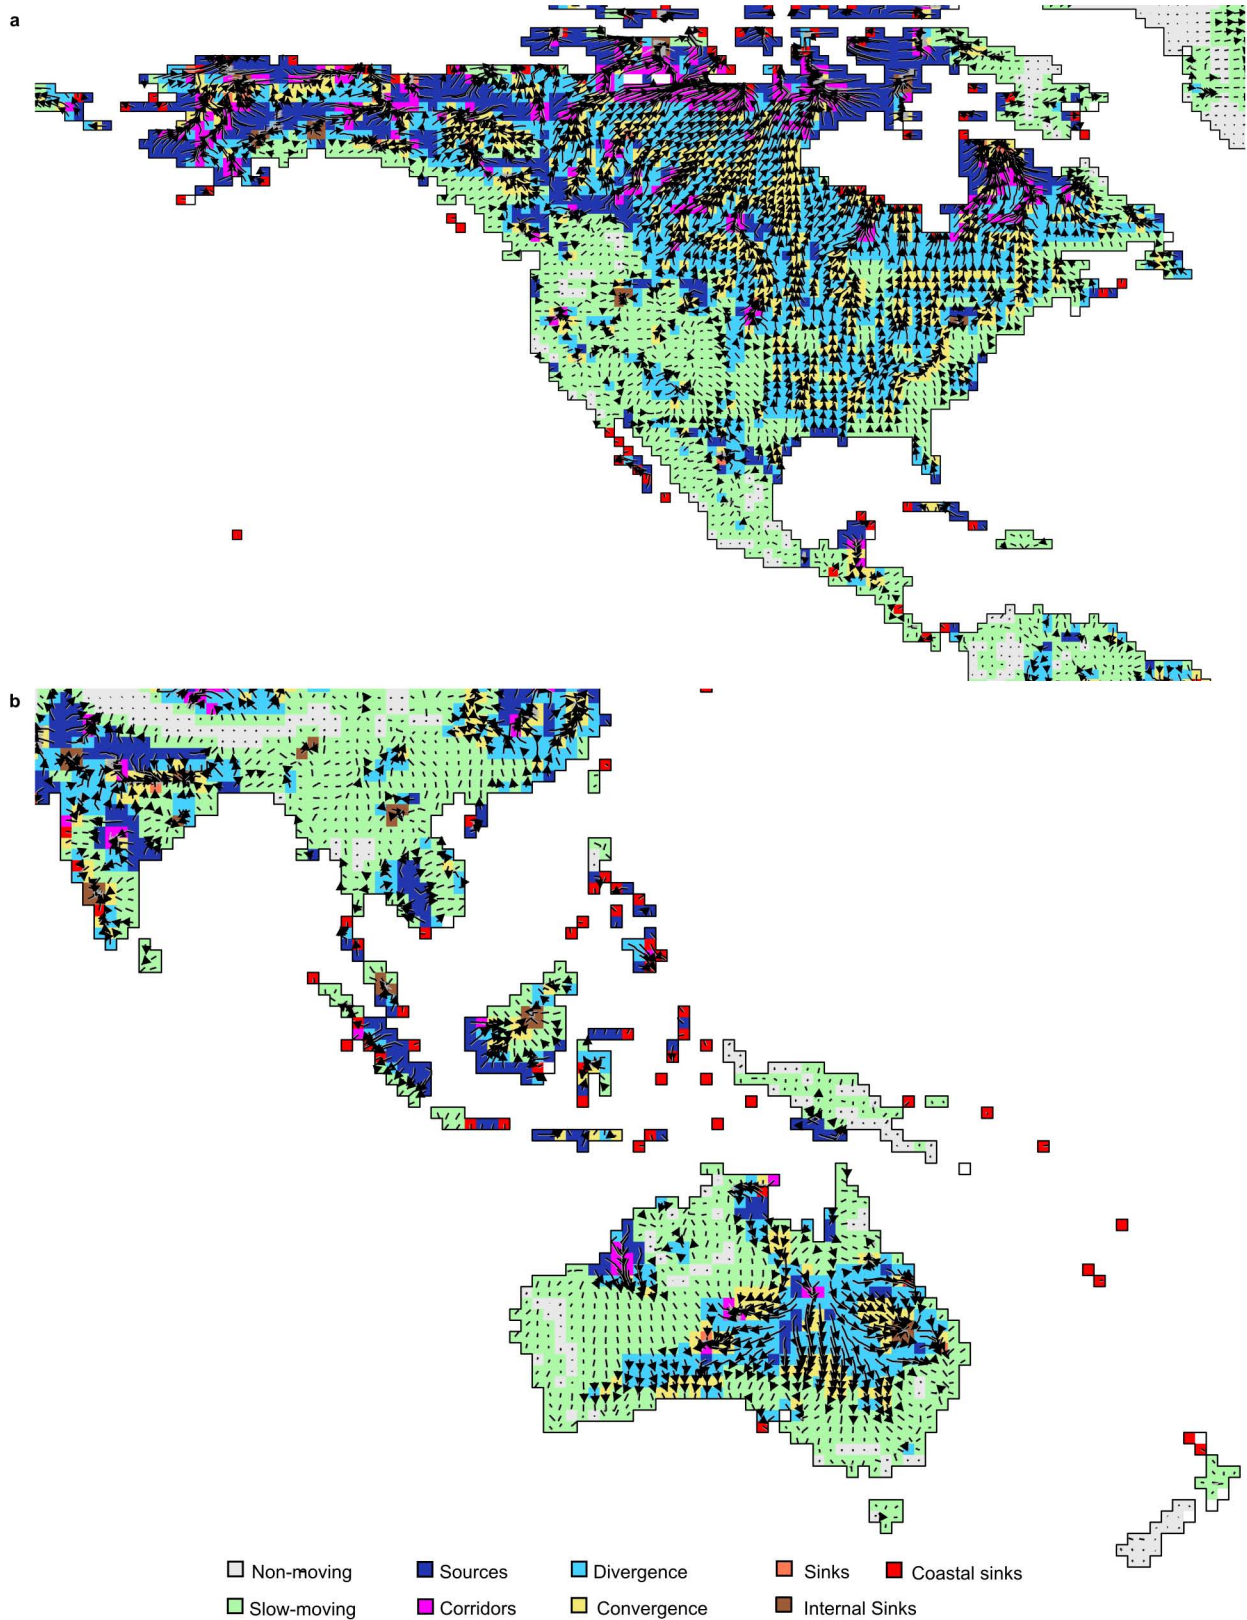 a
b
Non-moving Sources Divergence Sinks Coastal sinks
Slow-moving Corridors Convergence Internal Sinks